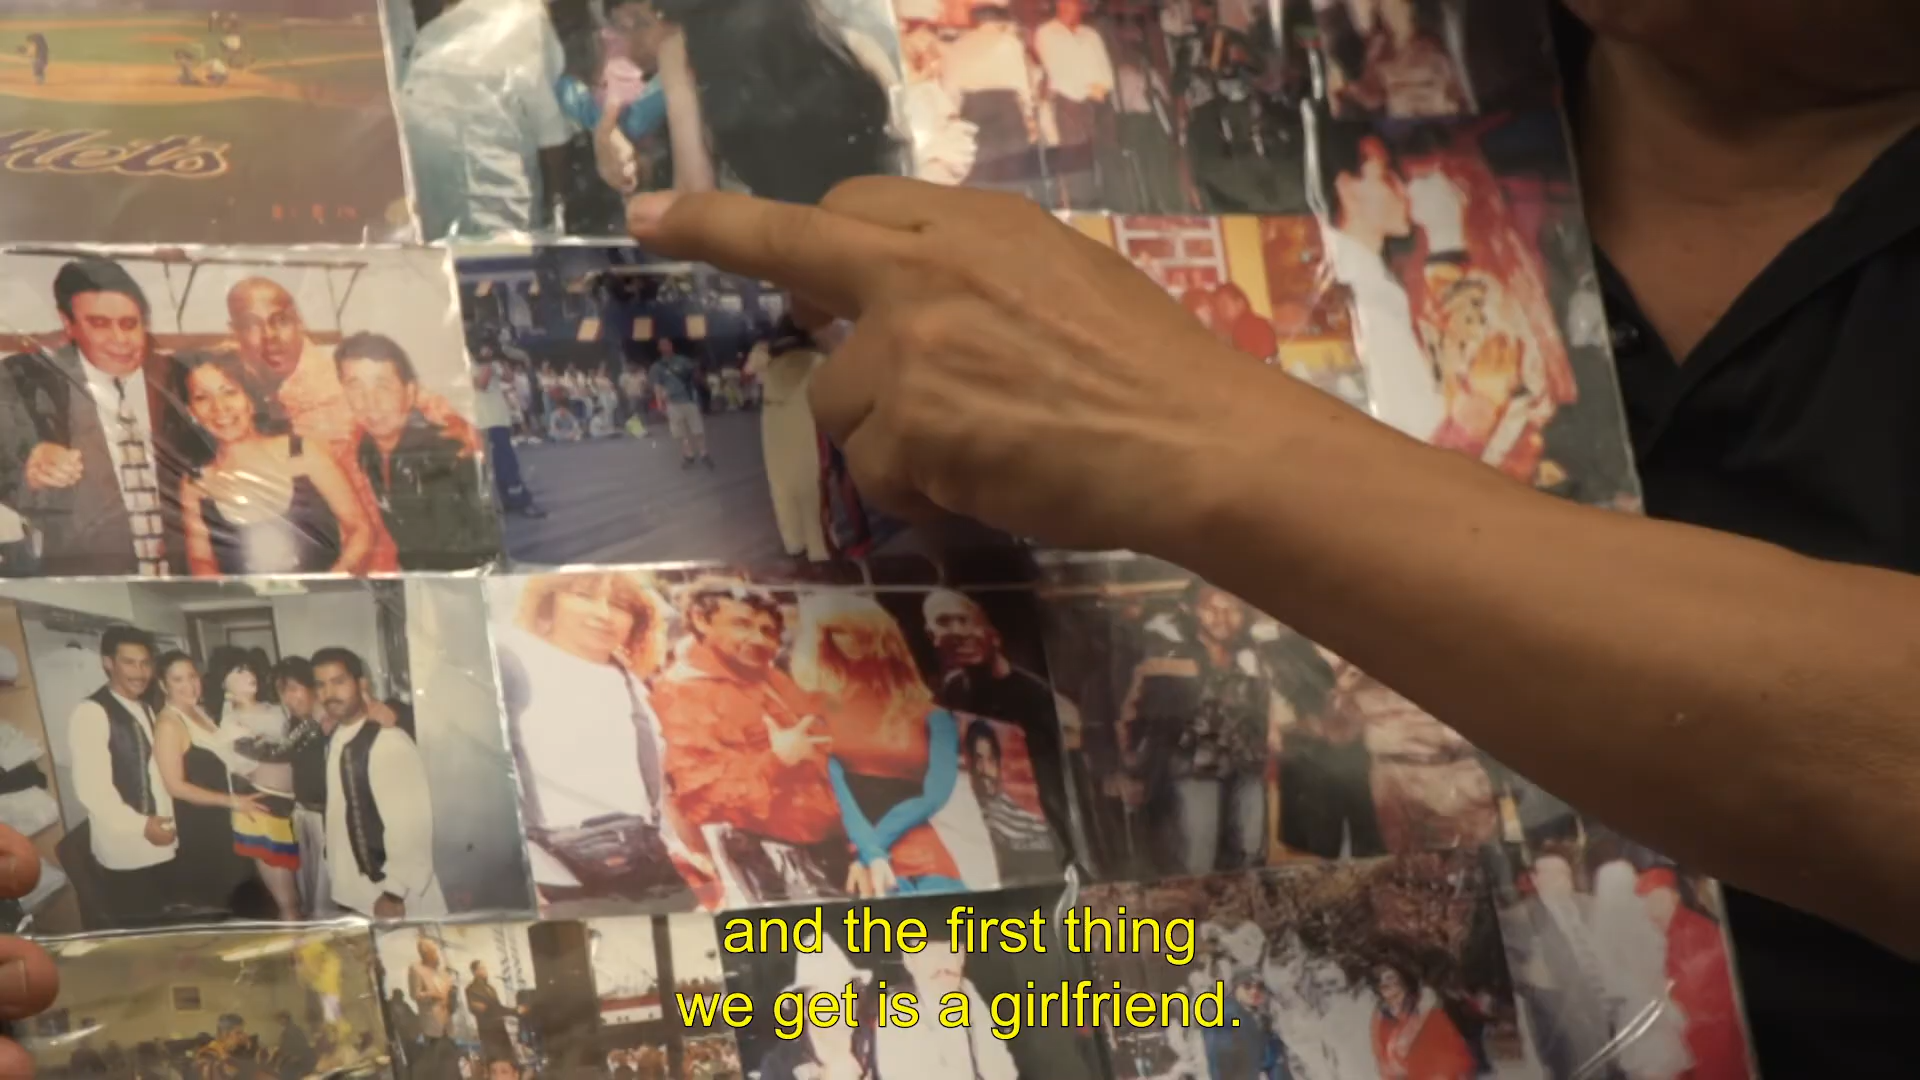 Mets
and the first thing
we get is a girlfriend.